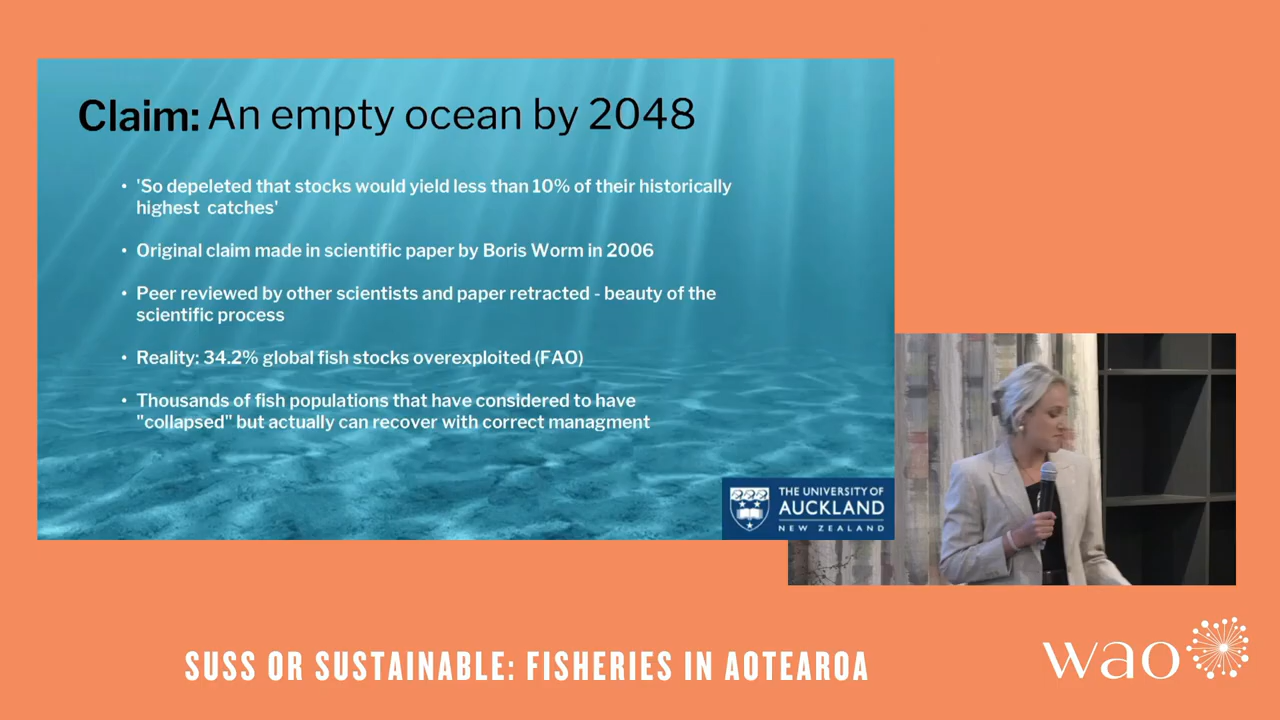 Claim: An empty ocean by 2048
• 'So depeleted that stocks would yield less than 10% of their historically
highest catches'
• Original claim made in scientific paper by Boris Worm in 2006
• Peer reviewed by other scientists and paper retracted - beauty of the
scientific process
• Reality: 34.2% global fish stocks overexploited (FAO)
• Thousands of fish populations that have considered to have
"collapsed" but actually can recover with correct managment
THE UNIVERSITY OF
AUCKLAND
NEW ZEALAND
SUSS OR SUSTAINABLE: FISHERIES IN AOTEAROA
wao